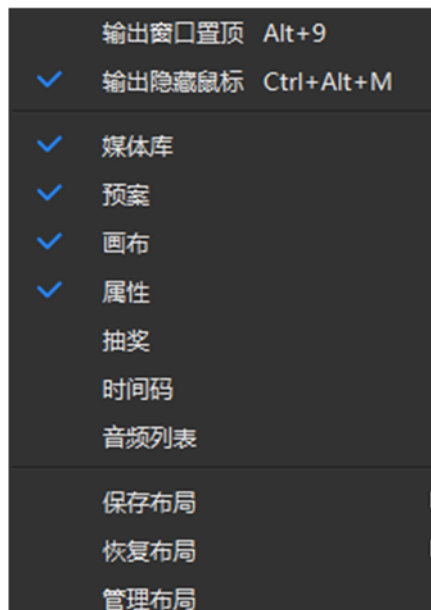 输出窗口置顶 Alt+9
输出隐藏鼠标 Ctrl+Alt+M
媒体库
预案
画布
属性
抽奖
时间码
音频列表
保存布局
恢复布局
管理布局